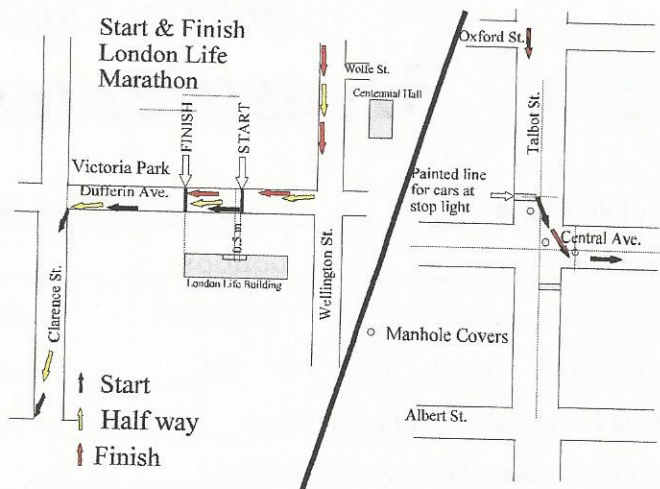 Start & Finish
London Life
Marathon
FINISH
START
Victoria Park
Dufferin Ave.
0.5 m.
London Life Building
Clarence St.
Wellington St.
Wolfe St.
Centennial Hall
Start
Half way
Finish
Oxford St.
Talbot St.
Painted line
for cars at
stop light
Central Ave.
Manhole Covers
Albert St.